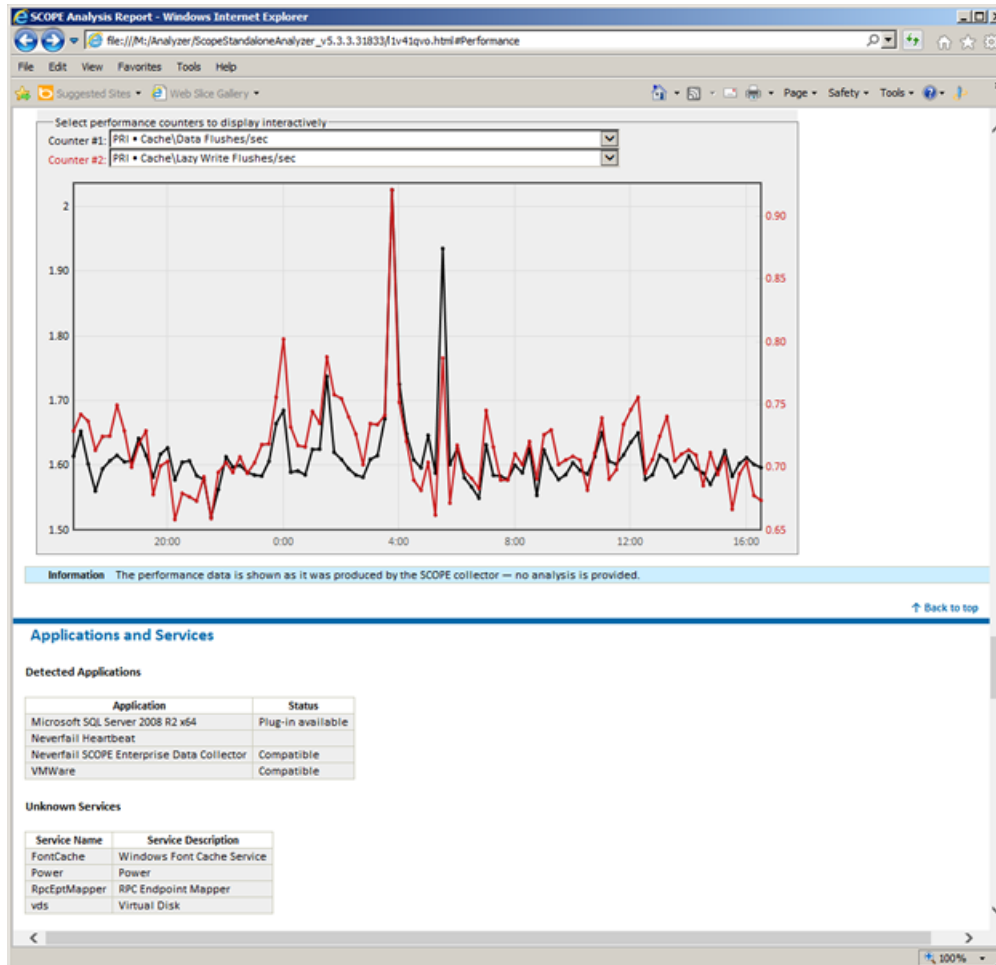 SCOPE Analysis Report - Windows Internet Explorer
file:///M:/Analyzer/ScopeStandaloneAnalyzer_v5.3.3.31833/l1v41qvo.html#Performance
File Edit View Favorites Tools Help
Suggested Sites Web Slice Gallery Page Safety Tools
Select performance counters to display interactively
Counter #1: PRI • Cache\Data Flushes/sec
Counter #2: PRI • Cache\Lazy Write Flushes/sec
2 0.90
1.90 0.85
1.80 0.80
1.70 0.75
1.60 0.70
1.50 0.65
20:00 0:00 4:00 8:00 12:00 16:00
Information The performance data is shown as it was produced by the SCOPE collector — no analysis is provided.
↑ Back to top
Applications and Services
Detected Applications
Application Status
Microsoft SQL Server 2008 R2 x64 Plug-in available
Neverfail Heartbeat
Neverfail SCOPE Enterprise Data Collector Compatible
VMWare Compatible
Unknown Services
Service Name Service Description
FontCache Windows Font Cache Service
Power Power
RpcEptMapper RPC Endpoint Mapper
vds Virtual Disk
100%